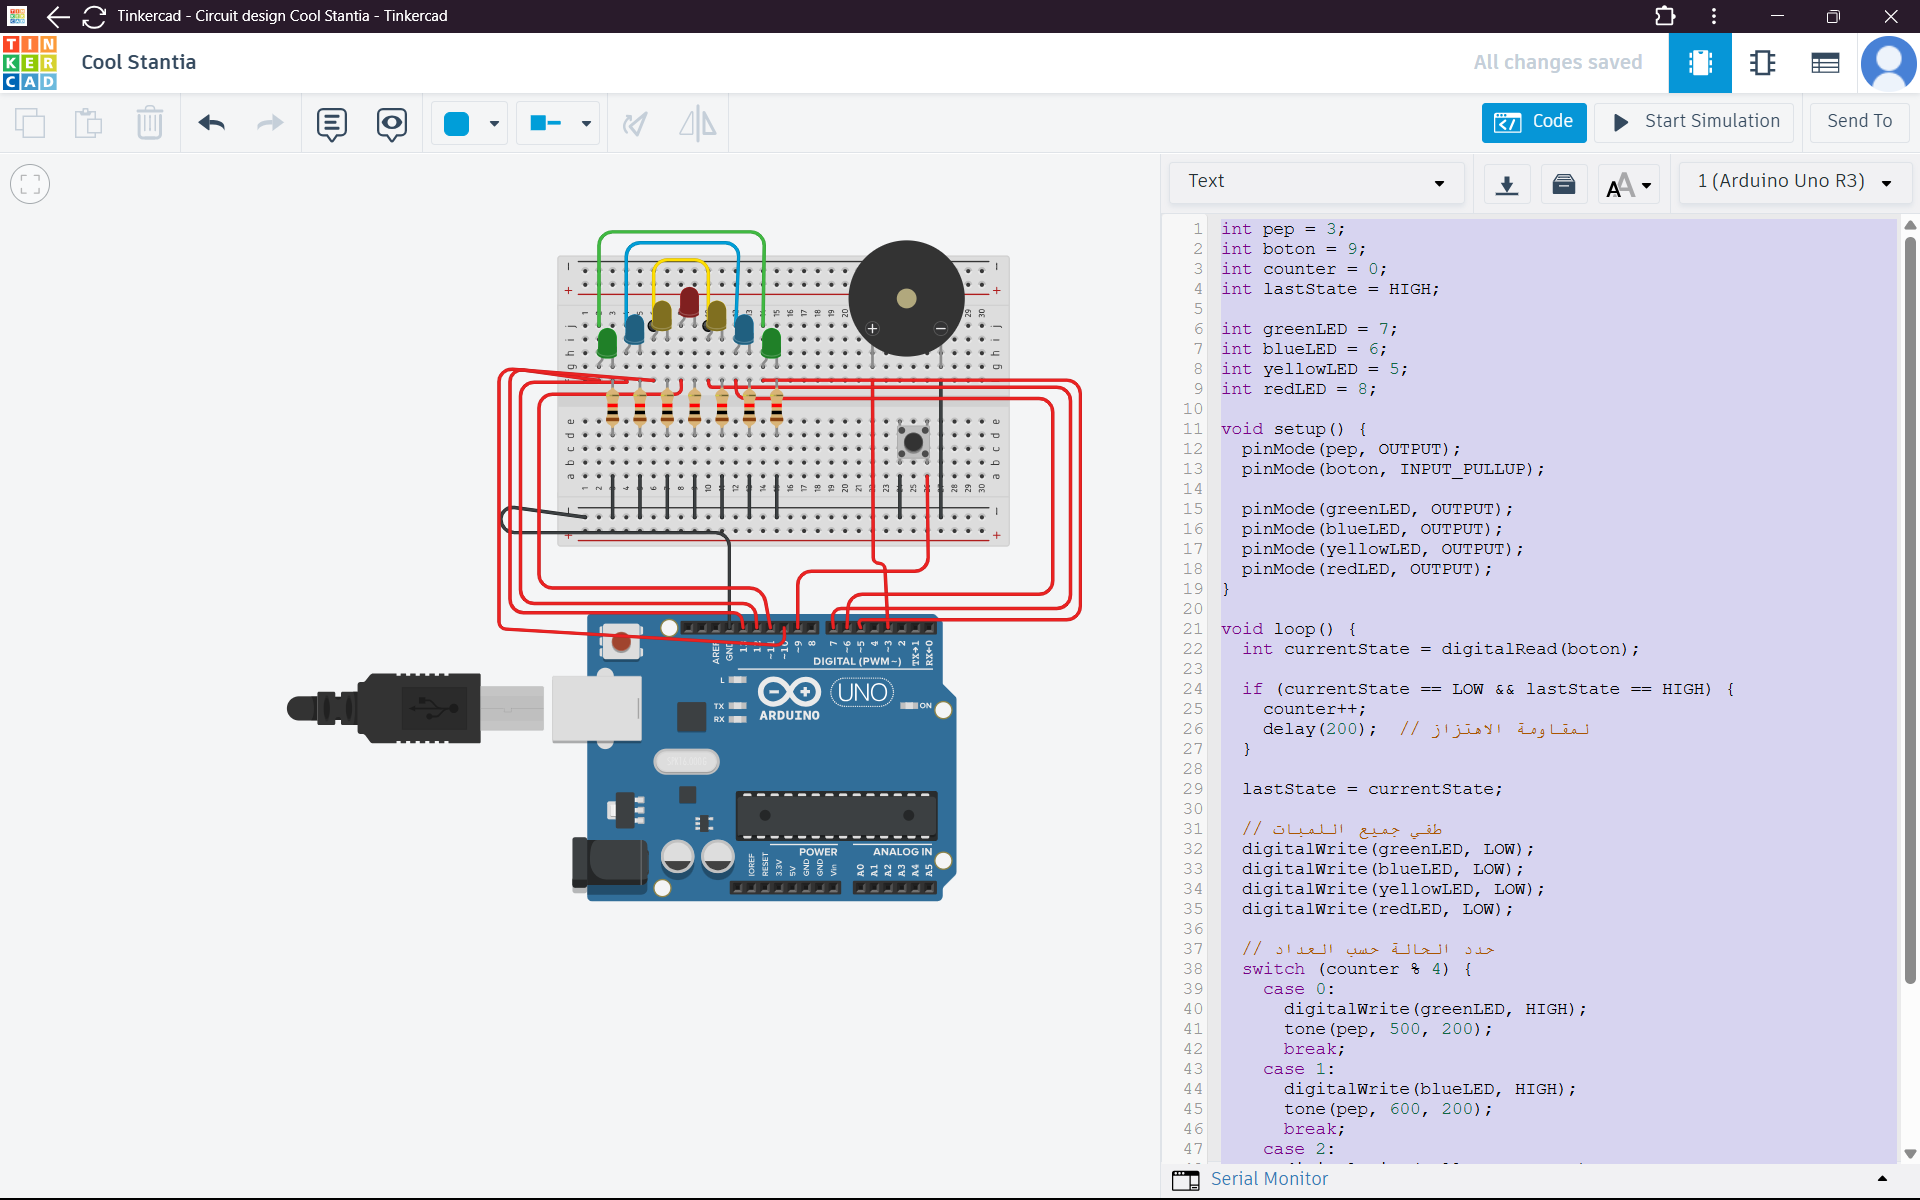 Tinkercad - Circuit design Cool Stantia - Tinkercad
TIN
KER
CAD
Cool Stantia
All changes saved
Code
Start Simulation
Send To
Text
1 (Arduino Uno R3)
1 int pep = 3;
2 int boton = 9;
3 int counter = 0;
4 int lastState = HIGH;
5
6 int greenLED = 7;
7 int blueLED = 6;
8 int yellowLED = 5;
9 int redLED = 8;
10
11 void setup() {
12 pinMode(pep, OUTPUT);
13 pinMode(boton, INPUT_PULLUP);
14
15 pinMode(greenLED, OUTPUT);
16 pinMode(blueLED, OUTPUT);
17 pinMode(yellowLED, OUTPUT);
18 pinMode(redLED, OUTPUT);
19 }
20
21 void loop() {
22 int currentState = digitalRead(boton);
23
24 if (currentState == LOW && lastState == HIGH) {
25 counter++;
26 delay(200); // لمقاومة الاهتزاز
27 }
28
29 lastState = currentState;
30
31 // طفي جميع اللمبات
32 digitalWrite(greenLED, LOW);
33 digitalWrite(blueLED, LOW);
34 digitalWrite(yellowLED, LOW);
35 digitalWrite(redLED, LOW);
36
37 // حدد الحالة حسب العداد
38 switch (counter % 4) {
39 case 0:
40 digitalWrite(greenLED, HIGH);
41 tone(pep, 500, 200);
42 break;
43 case 1:
44 digitalWrite(blueLED, HIGH);
45 tone(pep, 600, 200);
46 break;
47 case 2:
Serial Monitor
AREF
GND
8
7
~6
~5
4
~3
2
TX→1
RX←0
DIGITAL (PWM~)
L
TX
RX
ARDUINO
UNO
ON
POWER
ANALOG IN
IOREF
RESET
3.3V
5V
GND
GND
Vin
A0
A1
A2
A3
A4
A5